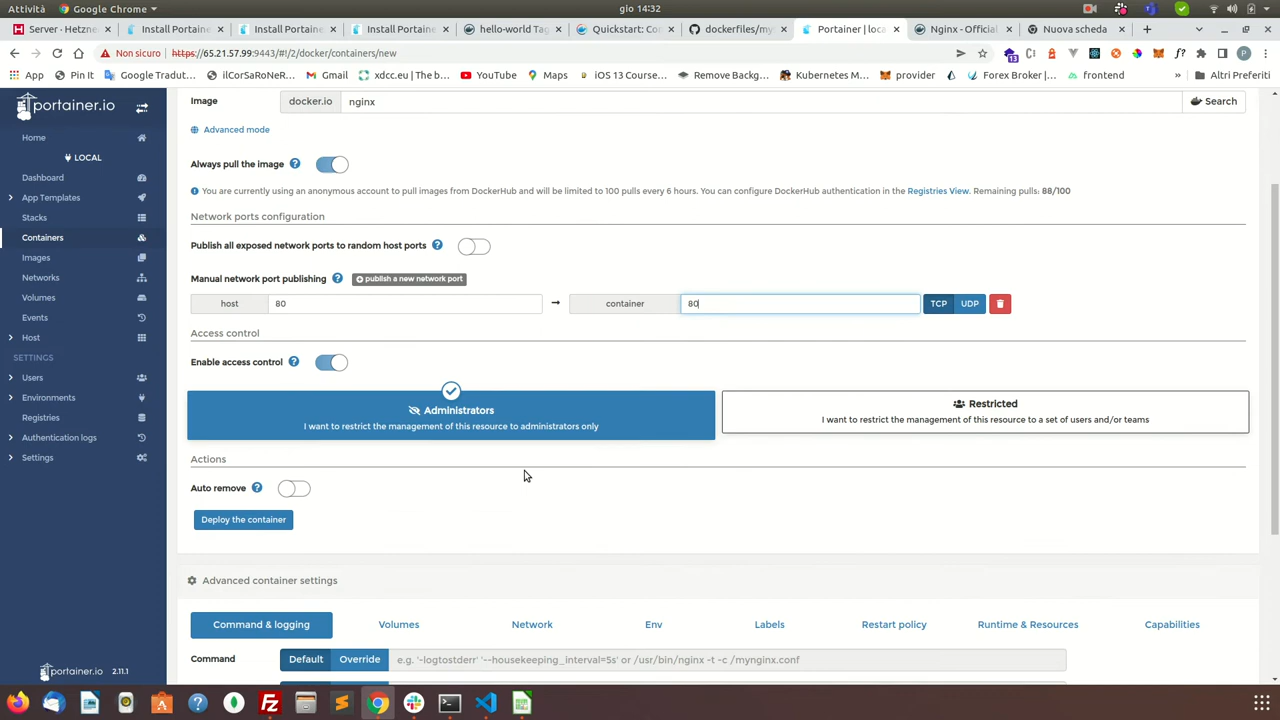 Attività
Google Chrome
gio 14:32
Server - Hetzne
Install Portaine
Install Portaine
Install Portaine
hello-world Tag
Quickstart: Co
dockerfiles/my
Portainer | loca
Nginx - Official
Nuova scheda
Non sicuro
https://65.21.57.99:9443/#!/2/docker/containers/new
App
Pin It
Google Tradut...
ilCorSaRoNeR...
Gmail
xdcc.eu | The b...
YouTube
Maps
iOS 13 Course...
Remove Backg...
Kubernetes M...
provider
Forex Broker |...
frontend
»
Altri Preferiti
portainer.io
Home
LOCAL
Dashboard
App Templates
Stacks
Containers
Images
Networks
Volumes
Events
Host
SETTINGS
Users
Environments
Registries
Authentication logs
Settings
portainer.io 2.11.1
Image docker.io nginx Search
Advanced mode
Always pull the image
You are currently using an anonymous account to pull images from DockerHub and will be limited to 100 pulls every 6 hours. You can configure DockerHub authentication in the Registries View. Remaining pulls: 88/100
Network ports configuration
Publish all exposed network ports to random host ports
Manual network port publishing publish a new network port
host 80 → container 80 TCP UDP
Access control
Enable access control
Administrators
I want to restrict the management of this resource to administrators only
Restricted
I want to restrict the management of this resource to a set of users and/or teams
Actions
Auto remove
Deploy the container
Advanced container settings
Command & logging Volumes Network Env Labels Restart policy Runtime & Resources Capabilities
Command Default Override e.g. '-logtostderr' '--housekeeping_interval=5s' or /usr/bin/nginx -t -c /mynginx.conf